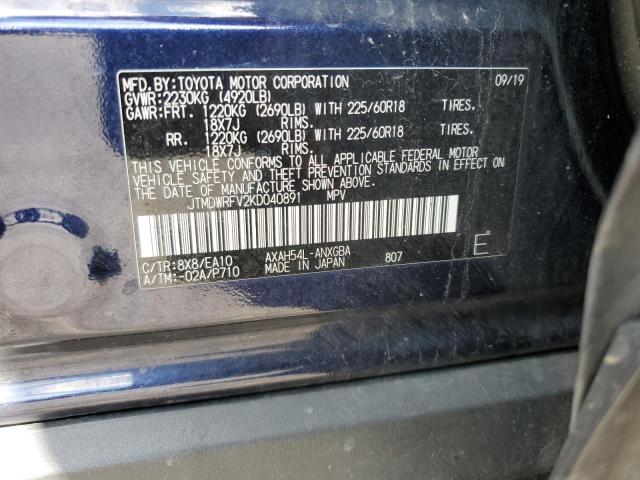 MFD.BY:TOYOTA MOTOR CORPORATION 09/19
GVWR:2230KG (4920LB)
GAWR:FRT. 1220KG (2690LB) WITH 225/60R18 TIRES.
18X7J RIMS.
RR. 1220KG (2690LB) WITH 225/60R18 TIRES.
18X7J RIMS.
THIS VEHICLE CONFORMS TO ALL APPLICABLE FEDERAL MOTOR
VEHICLE SAFETY AND THEFT PREVENTION STANDARDS IN EFFECT ON
THE DATE OF MANUFACTURE SHOWN ABOVE.
JTMDWRFV2KD040891 MPV
C/TR:8X8/EA10 AXAH54L-ANXGBA 807 E
A/TM:-02A/P710 MADE IN JAPAN